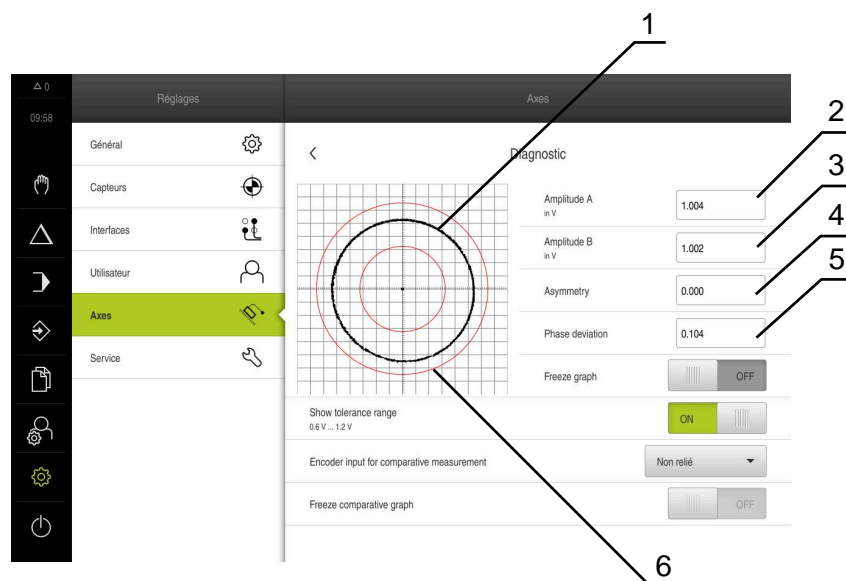 1
0
Réglages
Axes
09:58
2
Général
Diagnostic
3
Capteurs
Amplitude A
in V
1.004
4
Interfaces
Amplitude B
in V
1.002
5
Utilisateur
Asymmetry
0.000
Axes
Phase deviation
0.104
Service
Freeze graph
OFF
Show tolerance range
0.6 V ... 1.2 V
ON
Encoder input for comparative measurement
Non relié
Freeze comparative graph
OFF
6